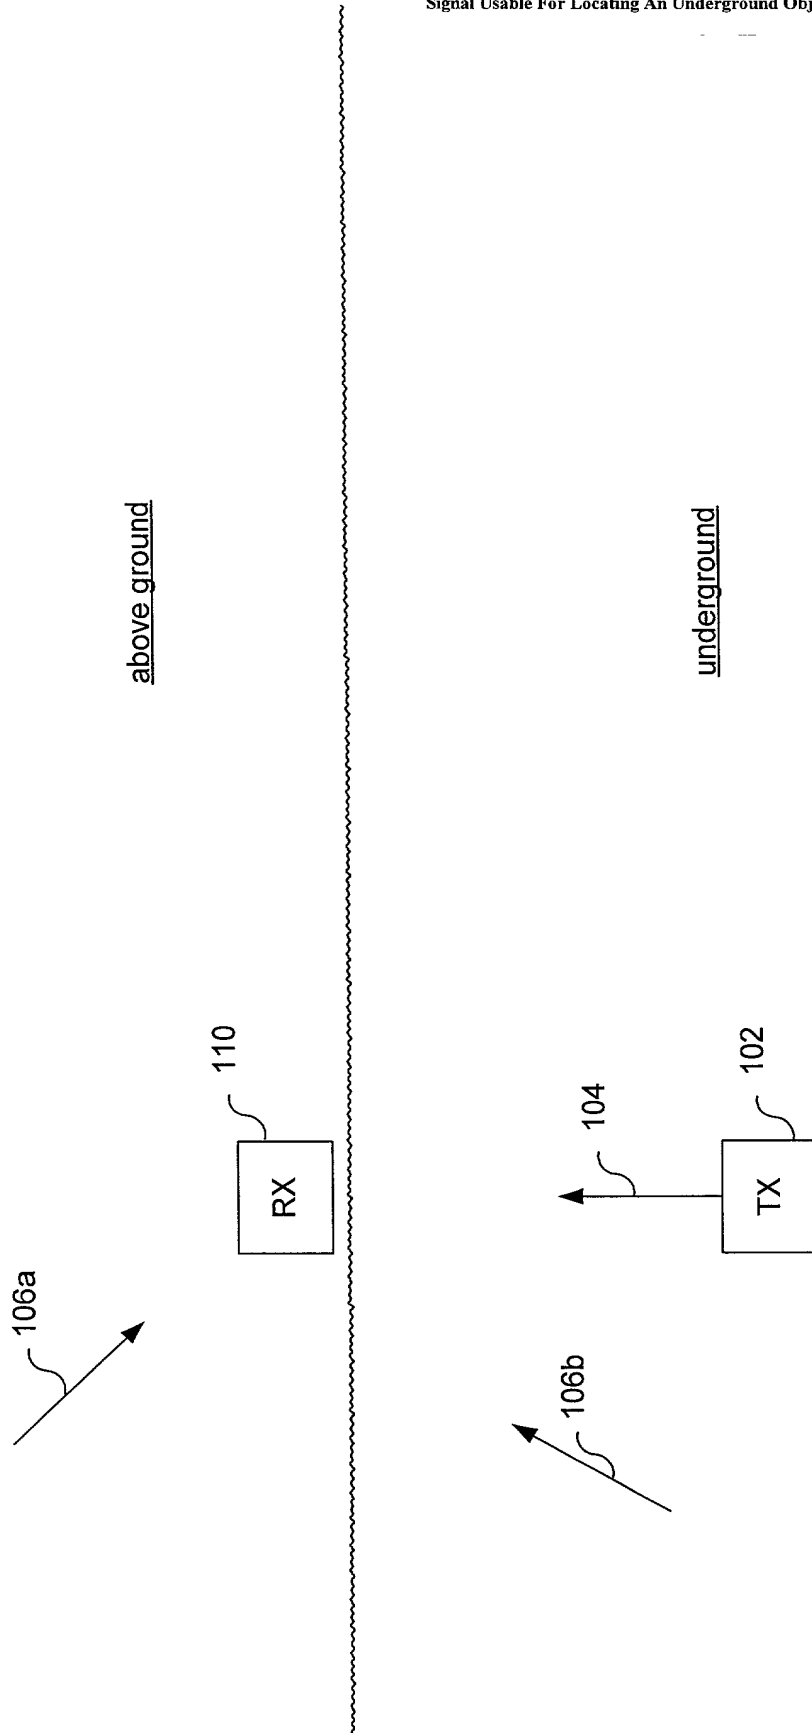 Signal Usable For Locating An Underground Obj
above ground
underground
106a
110
RX
104
102
TX
106b